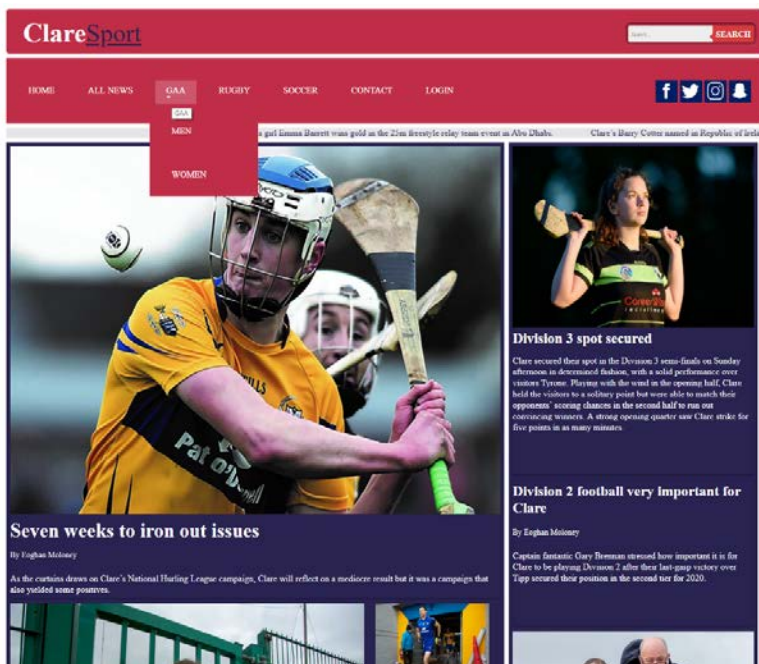 ClareSport
SEARCH
HOME ALL NEWS GAA RUGBY SOCCER CONTACT LOGIN
GAA
MEN
WOMEN
girl Emma Barrett wins gold in the 25m freestyle relay team event in Abu Dhabi. Clare's Barry Cotter named in Republic of Irela
Pat O'D
Seven weeks to iron out issues
By Eoghan Moloney
As the curtains draws on Clare's National Hurling League campaign, Clare will reflect on a mediocre result but it was a campaign that
also yielded some positives.
Division 3 spot secured
Clare secured their spot in the Division 3 semi-finals on Sunday
afternoon in determined fashion, with a solid performance over
visitors Tyrone. Playing with the wind in the opening half, Clare
held the visitors to a solitary point but were able to match their
opponents' scoring chances in the second half to run out
convincing winners. A strong opening quarter saw Clare strike for
five points in as many minutes.
Division 2 football very important for
Clare
By Eoghan Moloney
Captain fantastic Gary Brennan stressed how important it is for
Clare to be playing Division 2 after their last-gasp victory over
Tipp secured their position in the second tier for 2020.